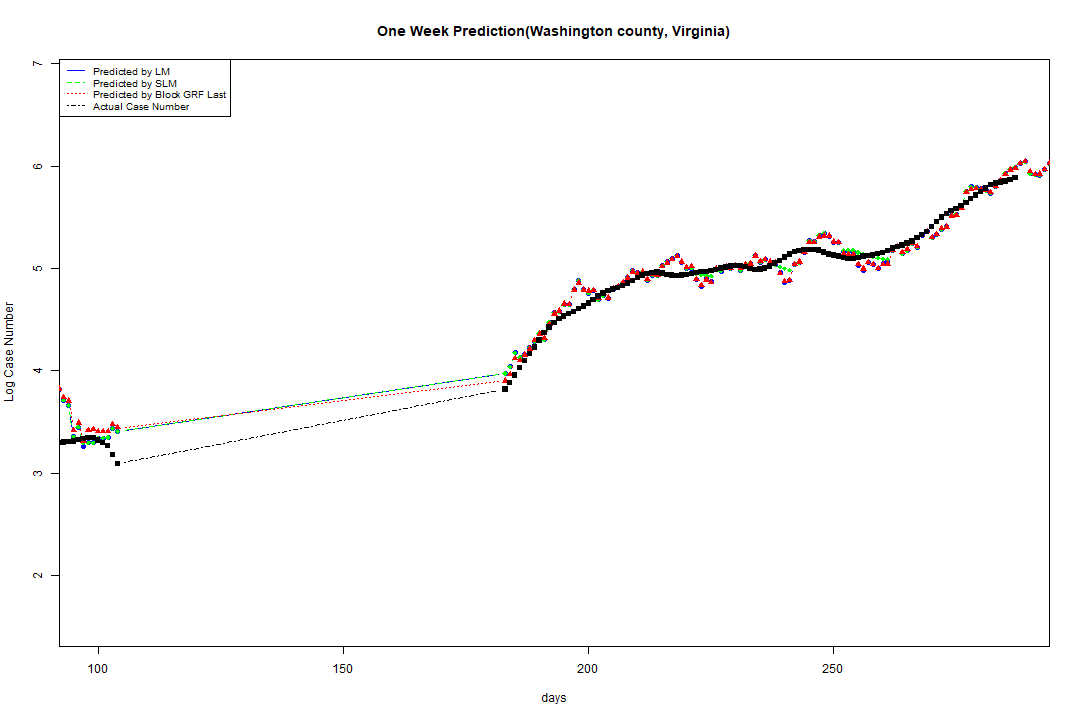 One Week Prediction(Washington county, Virginia)
Predicted by LM
Predicted by SLM
Predicted by Block GRF Last
Actual Case Number
Log Case Number
7
6
5
4
3
2
100 150 200 250
days